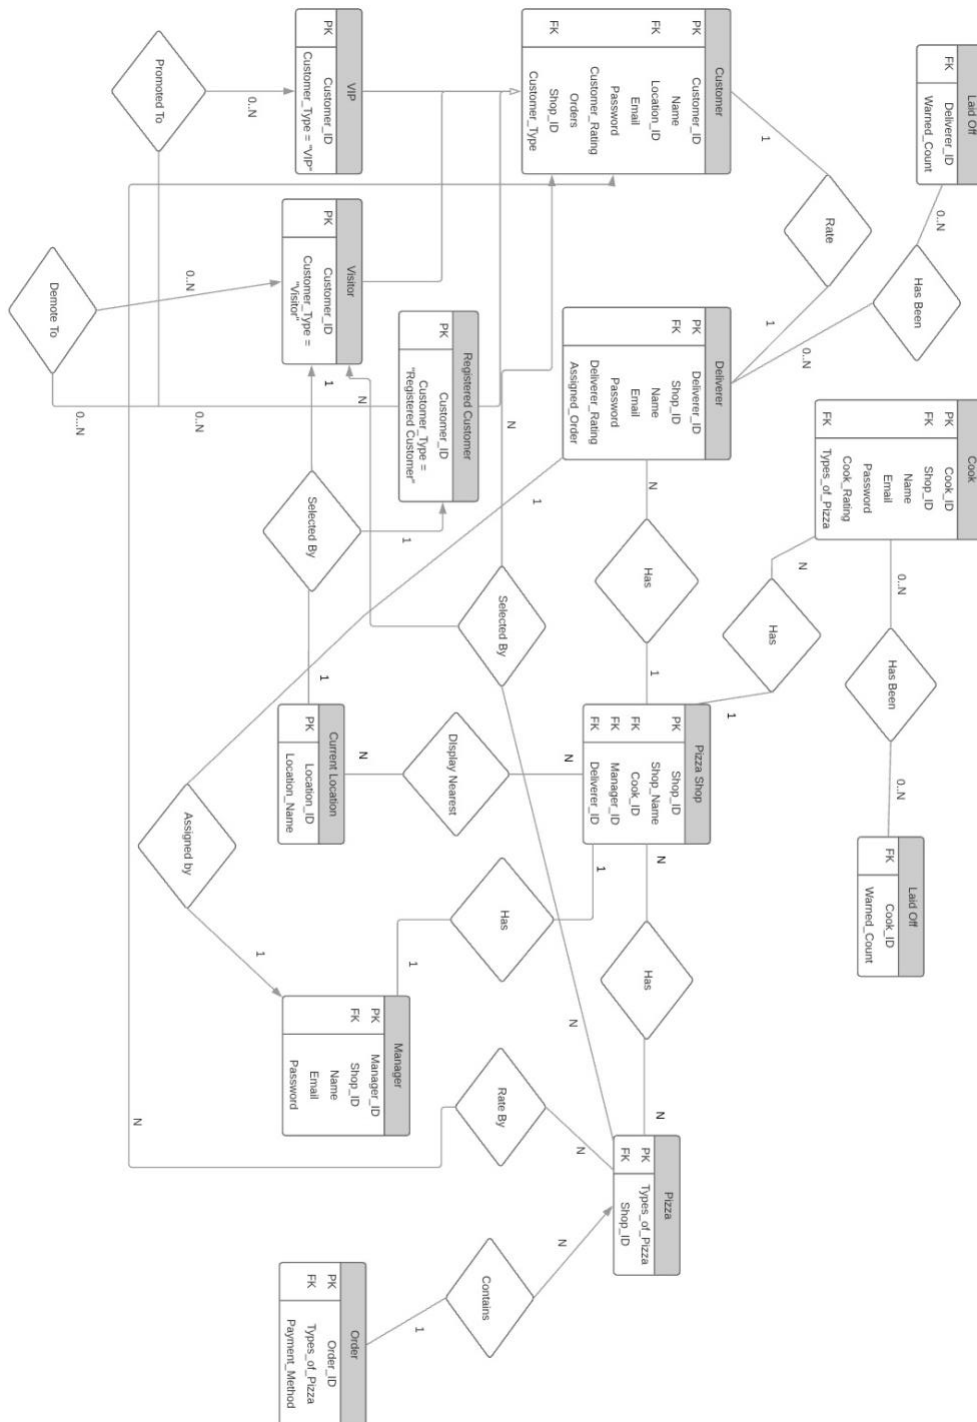 Laid Off
FK
Deliverer_ID
Warned_Count
0..N
Has Been
0..N
Cook
PK
Cook_ID
FK
Shop_ID
Name
Email
Password
Cook_Rating
FK
Types_of_Pizza
0..N
Has Been
0..N
Laid Off
FK
Cook_ID
Warned_Count
N
Has
1
Customer
PK
Customer_ID
Name
FK
Location_ID
Email
Password
Customer_Rating
Orders
FK
Shop_ID
Customer_Type
1
Rate
1
Deliverer
PK
Deliverer_ID
FK
Shop_ID
Name
Email
Password
Deliverer_Rating
Assigned_Order
N
Has
1
Pizza Shop
PK
Shop_ID
Shop_Name
FK
Cook_ID
FK
Manager_ID
FK
Deliverer_ID
N
Has
N
Pizza
PK
Types_of_Pizza
FK
Shop_ID
N
Selected By
N
N
Registered Customer
PK
Customer_ID
Customer_Type =
"Registered Customer"
1
N
Display Nearest
N
1
Has
1
N
Rate By
N
N
Contains
1
VIP
PK
Customer_ID
Customer_Type = "VIP"
0..N
Promoted To
0..N
Visitor
PK
Customer_ID
Customer_Type =
"Visitor"
0..N
Demote To
0..N
1
Selected By
1
Current Location
PK
Location_ID
Location_Name
1
Assigned by
1
Manager
PK
Manager_ID
Name
FK
Shop_ID
Email
Password
Order
PK
Order_ID
FK
Types_of_Pizza
Payment_Method